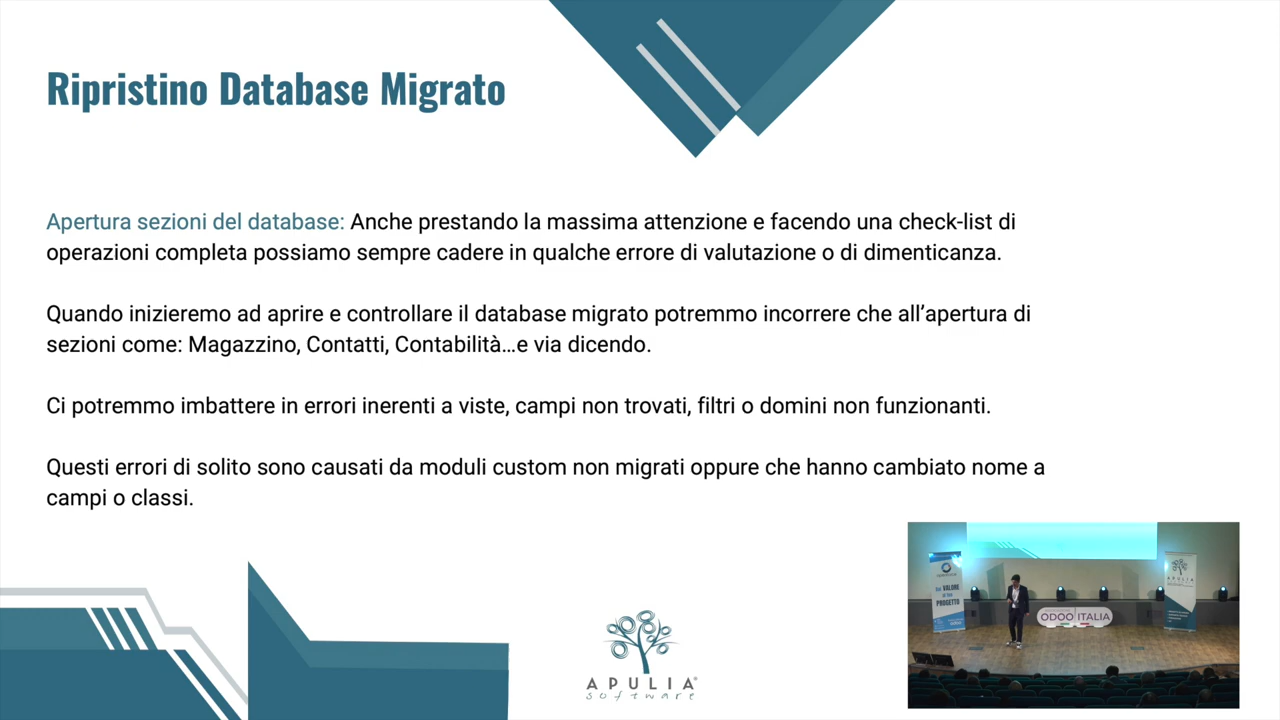 Ripristino Database Migrato
Apertura sezioni del database: Anche prestando la massima attenzione e facendo una check-list di
operazioni completa possiamo sempre cadere in qualche errore di valutazione o di dimenticanza.
Quando inizieremo ad aprire e controllare il database migrato potremmo incorrere che all’apertura di
sezioni come: Magazzino, Contatti, Contabilità...e via dicendo.
Ci potremmo imbattere in errori inerenti a viste, campi non trovati, filtri o domini non funzionanti.
Questi errori di solito sono causati da moduli custom non migrati oppure che hanno cambiato nome a
campi o classi.
APULIA
software
VALORE
PROGETTO
ODOO ITALIA
APULIA